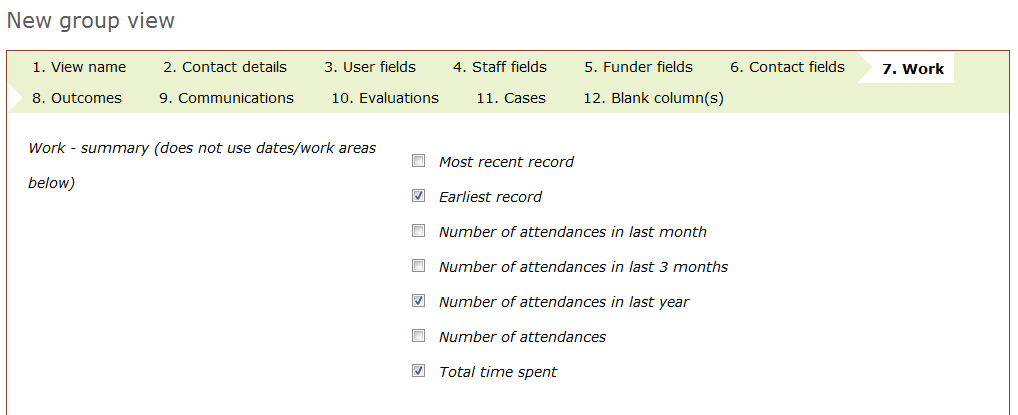 New group view
1. View name 2. Contact details 3. User fields 4. Staff fields 5. Funder fields 6. Contact fields 7. Work
8. Outcomes 9. Communications 10. Evaluations 11. Cases 12. Blank column(s)
Work - summary (does not use dates/work areas
below)
Most recent record
Earliest record
Number of attendances in last month
Number of attendances in last 3 months
Number of attendances in last year
Number of attendances
Total time spent